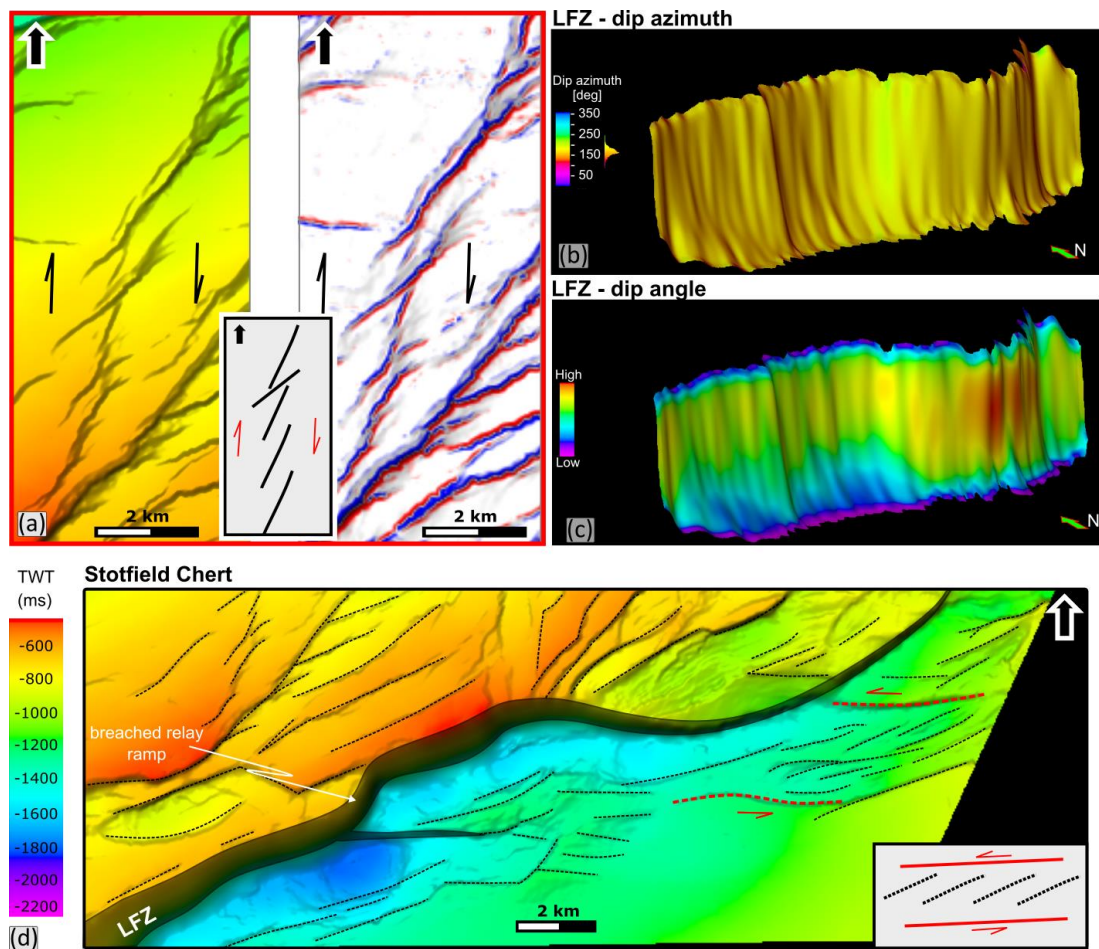 (a)
2 km
2 km
LFZ - dip azimuth
Dip azimuth
[deg]
350
250
150
50
(b)
N
LFZ - dip angle
High
Low
(c)
N
TWT
(ms)
-600
-800
-1000
-1200
-1400
-1600
-1800
-2000
-2200
(d)
Stotfield Chert
breached relay
ramp
LFZ
2 km